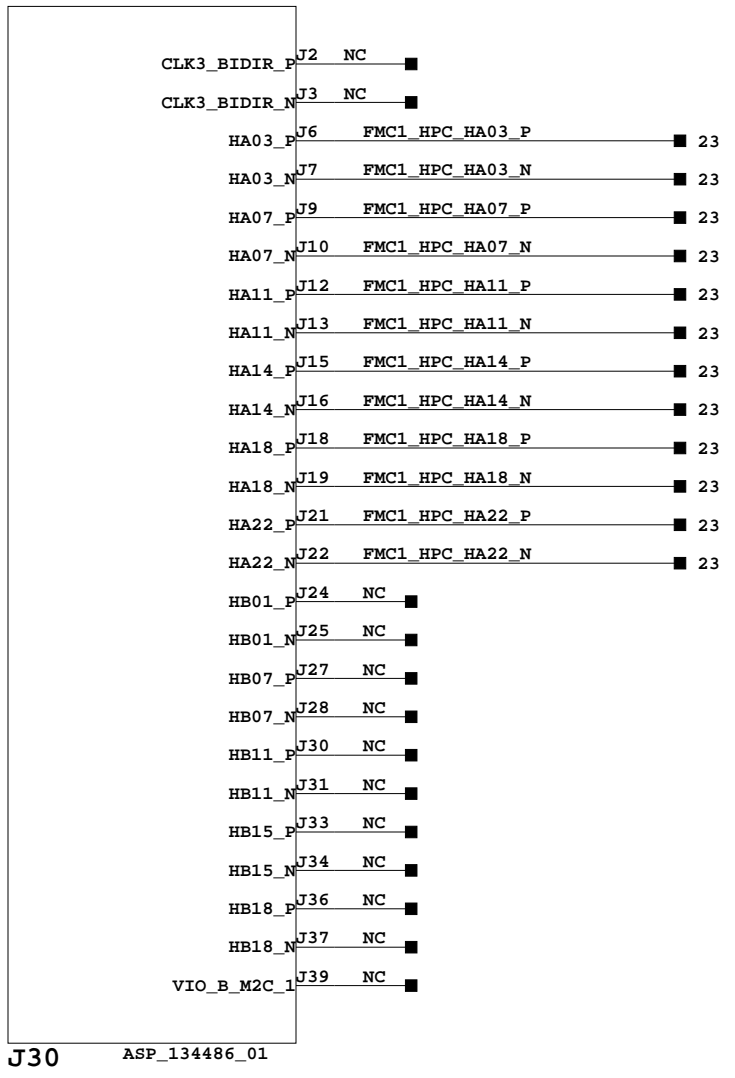 CLK3_BIDIR_P J2 NC
CLK3_BIDIR_N J3 NC
HA03_P J6 FMC1_HPC_HA03_P 23
HA03_N J7 FMC1_HPC_HA03_N 23
HA07_P J9 FMC1_HPC_HA07_P 23
HA07_N J10 FMC1_HPC_HA07_N 23
HA11_P J12 FMC1_HPC_HA11_P 23
HA11_N J13 FMC1_HPC_HA11_N 23
HA14_P J15 FMC1_HPC_HA14_P 23
HA14_N J16 FMC1_HPC_HA14_N 23
HA18_P J18 FMC1_HPC_HA18_P 23
HA18_N J19 FMC1_HPC_HA18_N 23
HA22_P J21 FMC1_HPC_HA22_P 23
HA22_N J22 FMC1_HPC_HA22_N 23
HB01_P J24 NC
HB01_N J25 NC
HB07_P J27 NC
HB07_N J28 NC
HB11_P J30 NC
HB11_N J31 NC
HB15_P J33 NC
HB15_N J34 NC
HB18_P J36 NC
HB18_N J37 NC
VIO_B_M2C_1 J39 NC
J30 ASP_134486_01